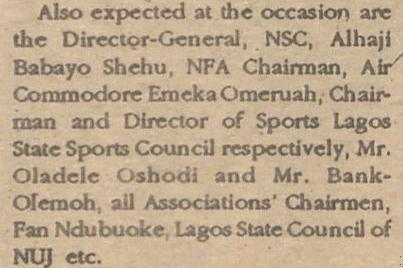 Also expected at the occasion are
the Director-General, NSC, Alhaji
Babayo Shehu, NFA Chairman, Air
Commodore Emeka Omeruah, Chair-
man and Director of Sports Lagos
State Sports Council respectively, Mr.
Oladele Oshodi and Mr. Bank-
Olemoh, all Associations' Chairmen,
Fan Ndubuoke, Lagos State Council of
NUJ etc.